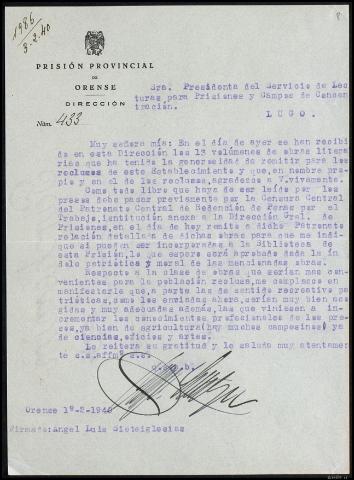 1986
3-2-40
PRISIÓN PROVINCIAL
DE
ORENSE
DIRECCIÓN
Núm. 433
Sra. Presidenta del Servicio de Lec
turas para Prisiones y Campos de Concen
tración.
LUGO.
Muy señora mía: En el día de ayer se han recibi
do en esta Dirección los 13 volúmenes de obras litera
rias que ha tenido la generosidad de remitir para los
reclusos de este Establecimiento y que, en nombre pro-
pio y en el de los reclusos, agradezco a V. vivamente.
Como todo libro que haya de ser leído por los
presos debe pasar previamente por la Censura Central
del Patronato Central de Redención de Penas por el
Trabajo, institución anexa a la Dirección Gral. de
Prisiones, en el día de hoy remito a dicho Patronato
relación detallada de dichas obras para que me indi-
que si pueden ser incorporadas a la Biblioteca de
esta Prisión, lo que espero será aprobado dada la in
dole patriótica y moral de las mencionadas obras.
Respecto a la clase de obras que serían mas con-
venientes para la población reclusa, me complazco en
manifestarle que, a parte las de sentido recreativo pa
trióticas, como las enviadas ahora, serían muy bien aco
gidas y muy adecuadas además, las que viniesen a in-
crementar los conocimientos profesionales de los pre-
sos, ya bien de agricultura (hay muchos campesinos) ya
de ciencias, oficios y artes.
Le reitera su gratitud y le saluda muy atentamen
te s.s. affmº s.s.
q.s.p.b.
Orense 1º-2-1940
Firmado: Angel Luis Sieteiglesias